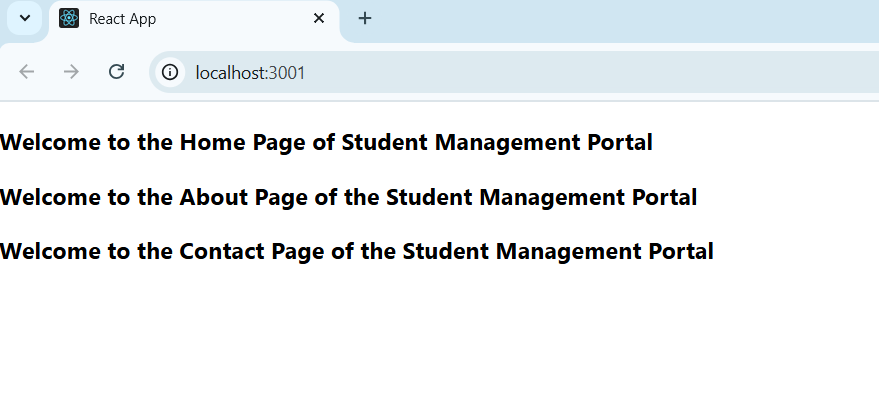 React App
localhost:3001
Welcome to the Home Page of Student Management Portal
Welcome to the About Page of the Student Management Portal
Welcome to the Contact Page of the Student Management Portal